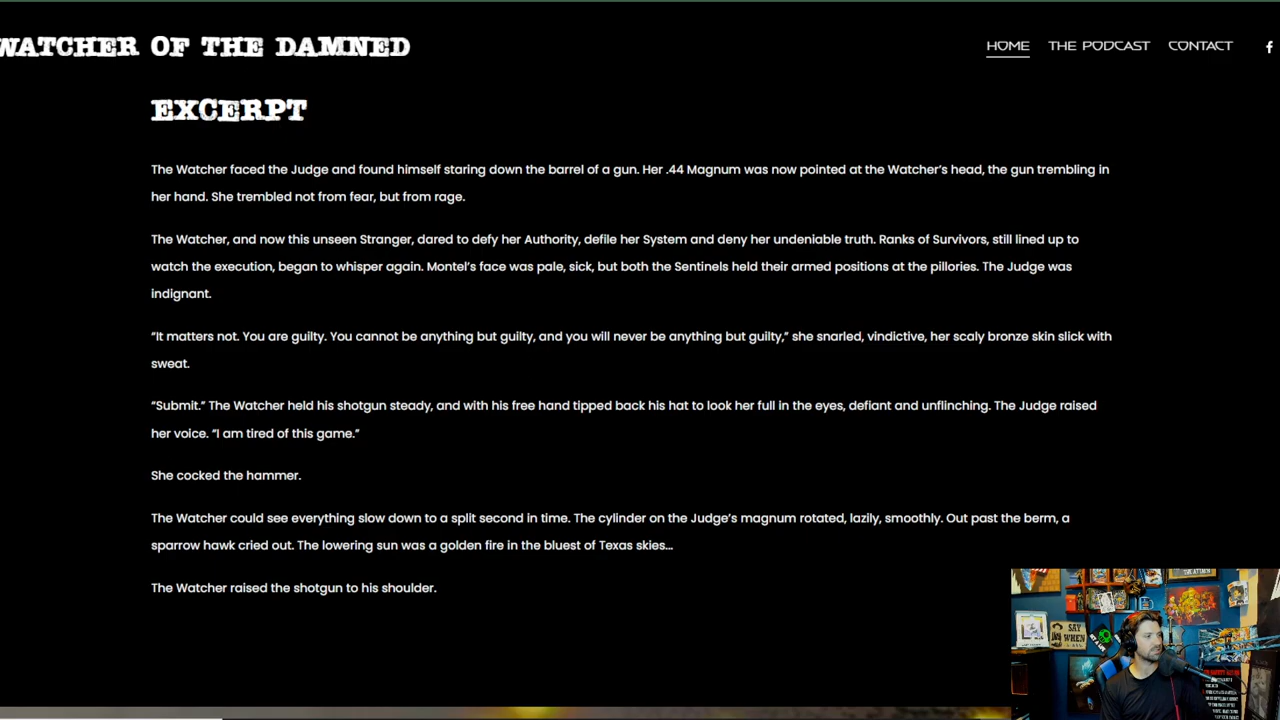 WATCHER OF THE DAMNED
HOME THE PODCAST CONTACT
EXCERPT
The Watcher faced the Judge and found himself staring down the barrel of a gun. Her .44 Magnum was now pointed at the Watcher’s head, the gun trembling in
her hand. She trembled not from fear, but from rage.
The Watcher, and now this unseen Stranger, dared to defy her Authority, defile her System and deny her undeniable truth. Ranks of Survivors, still lined up to
watch the execution, began to whisper again. Montel’s face was pale, sick, but both the Sentinels held their armed positions at the pillories. The Judge was
indignant.
“It matters not. You are guilty. You cannot be anything but guilty, and you will never be anything but guilty,” she snarled, vindictive, her scaly bronze skin slick with
sweat.
“Submit.” The Watcher held his shotgun steady, and with his free hand tipped back his hat to look her full in the eyes, defiant and unflinching. The Judge raised
her voice. “I am tired of this game.”
She cocked the hammer.
The Watcher could see everything slow down to a split second in time. The cylinder on the Judge’s magnum rotated, lazily, smoothly. Out past the berm, a
sparrow hawk cried out. The lowering sun was a golden fire in the bluest of Texas skies...
The Watcher raised the shotgun to his shoulder.
SAY
WHEN